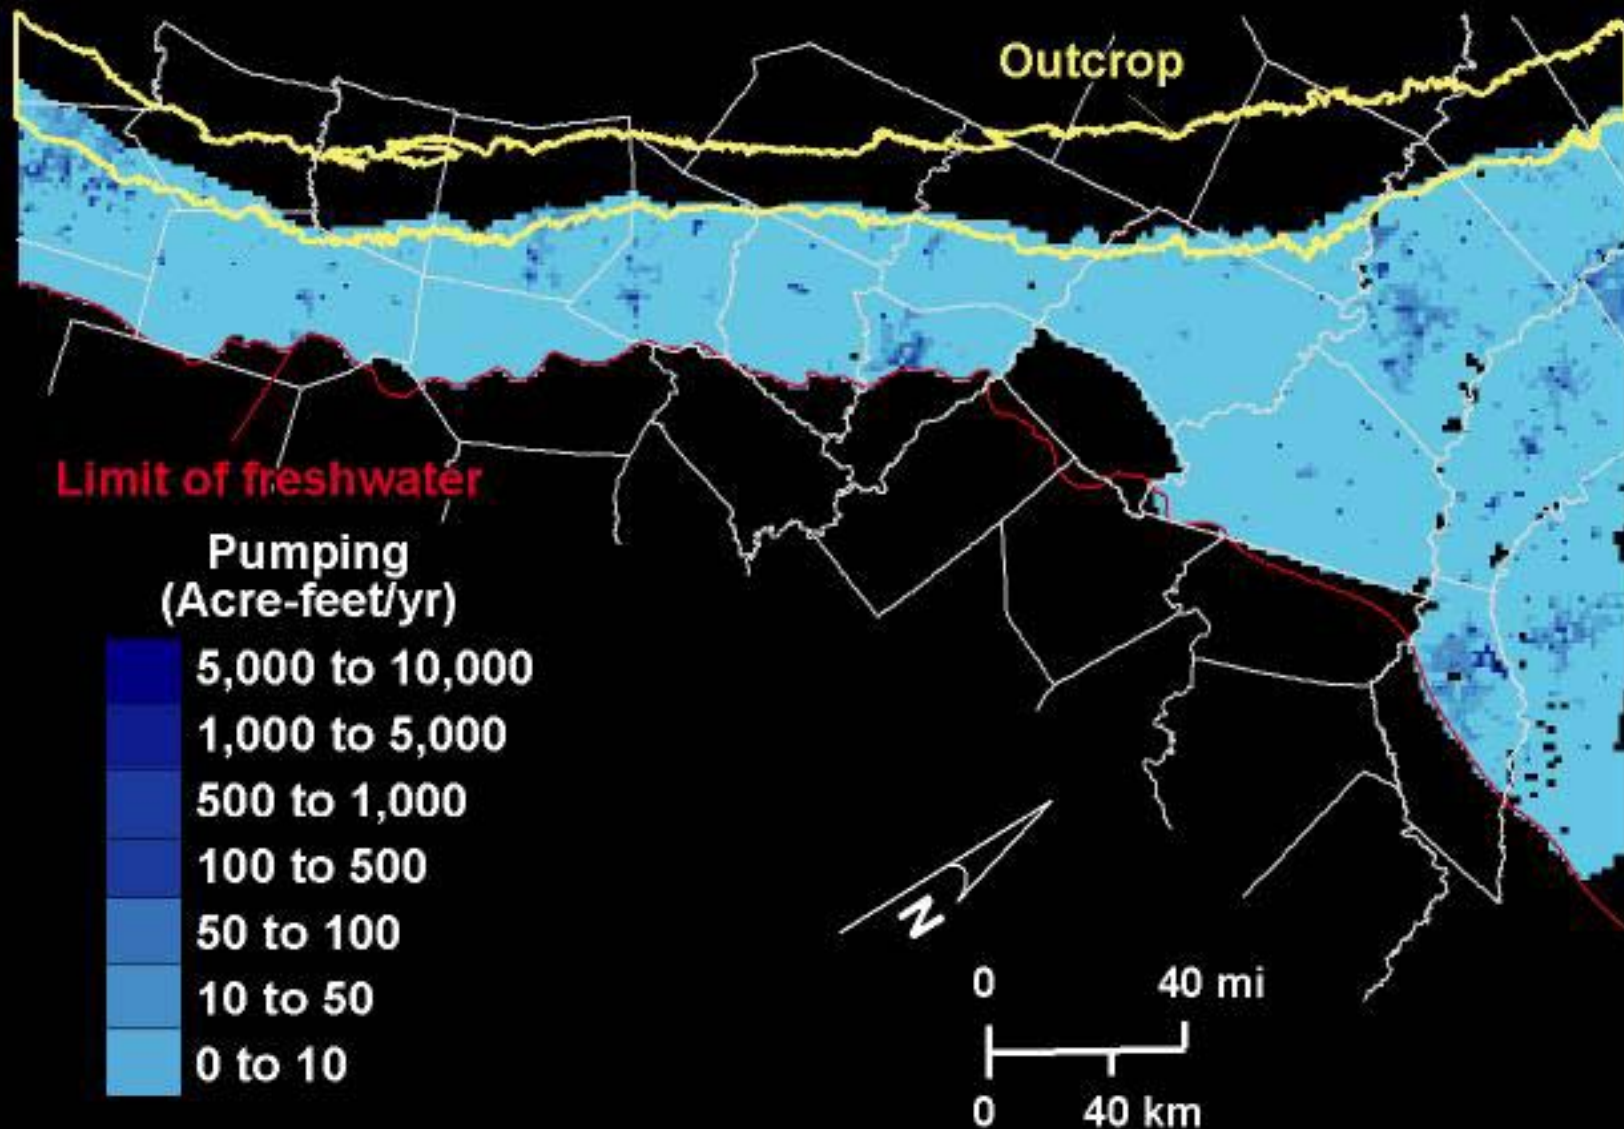 Outcrop
Limit of freshwater
Pumping
(Acre-feet/yr)
5,000 to 10,000
1,000 to 5,000
500 to 1,000
100 to 500
50 to 100
10 to 50
0 to 10
N
0 40 mi
0 40 km